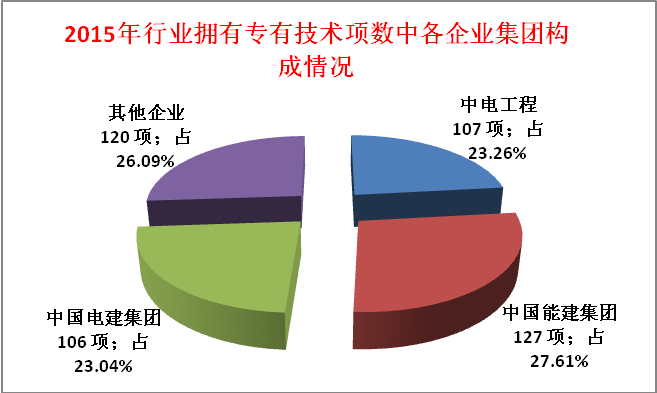 2015年行业拥有专有技术项数中各企业集团构
成情况
其他企业
120 项；占
26.09%
中电工程
107 项；占
23.26%
中国电建集团
106 项；占
23.04%
中国能建集团
127 项；占
27.61%